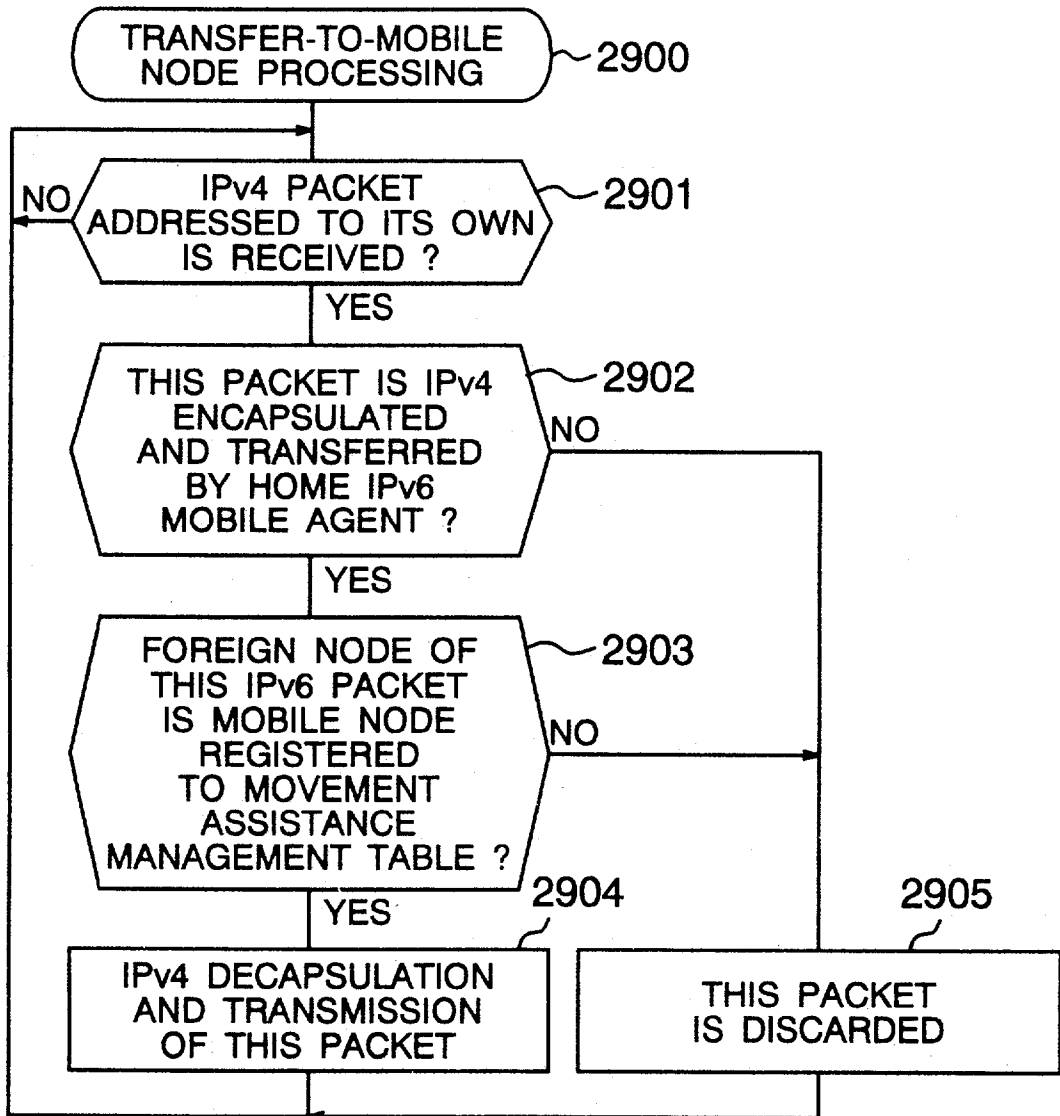 TRANSFER-TO-MOBILE
NODE PROCESSING
2900
NO
IPv4 PACKET
ADDRESSED TO ITS OWN
IS RECEIVED ?
2901
YES
THIS PACKET IS IPv4
ENCAPSULATED
AND TRANSFERRED
BY HOME IPv6
MOBILE AGENT ?
2902
NO
YES
FOREIGN NODE OF
THIS IPv6 PACKET
IS MOBILE NODE
REGISTERED
TO MOVEMENT
ASSISTANCE
MANAGEMENT TABLE ?
2903
NO
YES
2904
IPv4 DECAPSULATION
AND TRANSMISSION
OF THIS PACKET
2905
THIS PACKET
IS DISCARDED